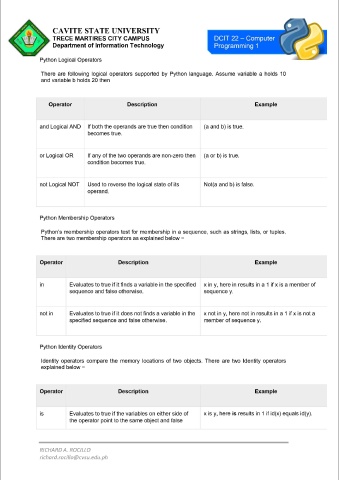 CAVITE STATE UNIVERSITY
TRECE MARTIRES CITY CAMPUS
Department of Information Technology
DCIT 22 – Computer
Programming 1
Python Logical Operators
There are following logical operators supported by Python language. Assume variable a holds 10
and variable b holds 20 then
Operator Description Example
and Logical AND If both the operands are true then condition (a and b) is true.
becomes true.
or Logical OR If any of the two operands are non-zero then (a or b) is true.
condition becomes true.
not Logical NOT Used to reverse the logical state of its Not(a and b) is false.
operand.
Python Membership Operators
Python's membership operators test for membership in a sequence, such as strings, lists, or tuples.
There are two membership operators as explained below −
Operator Description Example
in Evaluates to true if it finds a variable in the specified x in y, here in results in a 1 if x is a member of
sequence and false otherwise. sequence y.
not in Evaluates to true if it does not finds a variable in the x not in y, here not in results in a 1 if x is not a
specified sequence and false otherwise. member of sequence y.
Python Identity Operators
Identity operators compare the memory locations of two objects. There are two Identity operators
explained below −
Operator Description Example
is Evaluates to true if the variables on either side of x is y, here is results in 1 if id(x) equals id(y).
the operator point to the same object and false
RICHARD A. ROCILLO
richard.rocillo@cvsu.edu.ph